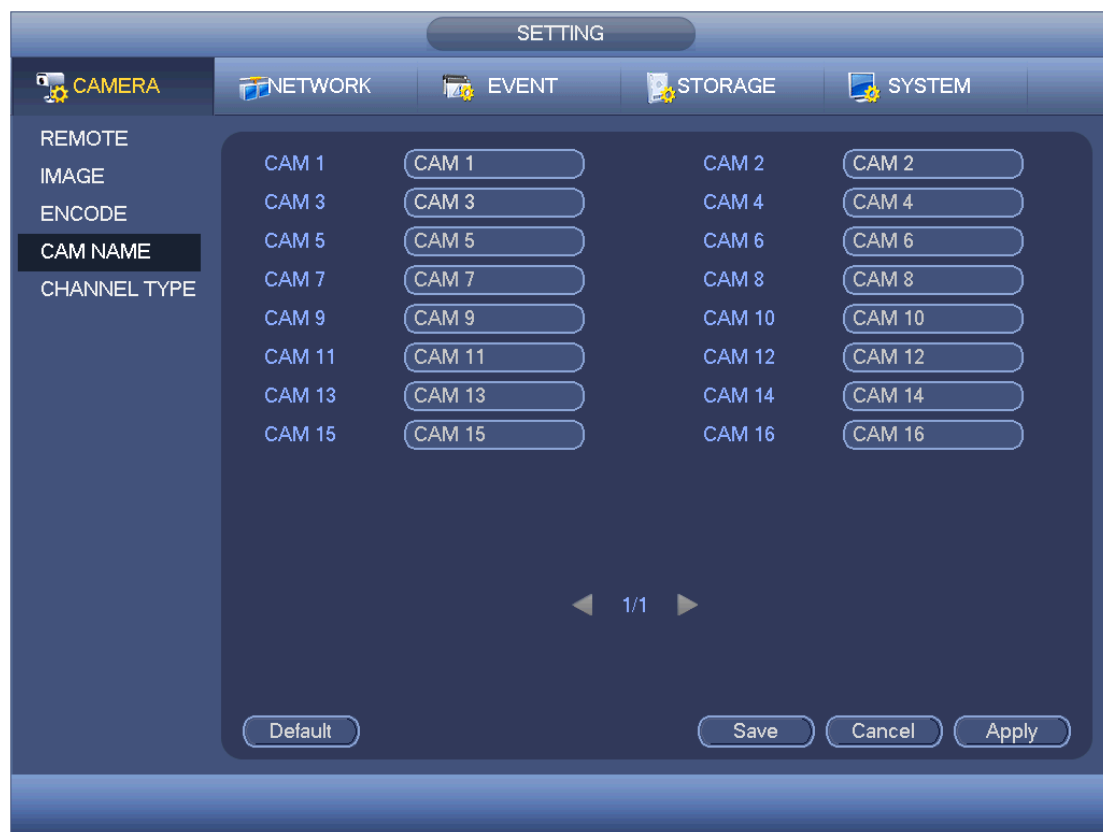 SETTING
CAMERA NETWORK EVENT STORAGE SYSTEM
REMOTE
IMAGE
ENCODE
CAM NAME
CHANNEL TYPE
CAM 1 CAM 1 CAM 2 CAM 2
CAM 3 CAM 3 CAM 4 CAM 4
CAM 5 CAM 5 CAM 6 CAM 6
CAM 7 CAM 7 CAM 8 CAM 8
CAM 9 CAM 9 CAM 10 CAM 10
CAM 11 CAM 11 CAM 12 CAM 12
CAM 13 CAM 13 CAM 14 CAM 14
CAM 15 CAM 15 CAM 16 CAM 16
1/1
Default Save Cancel Apply